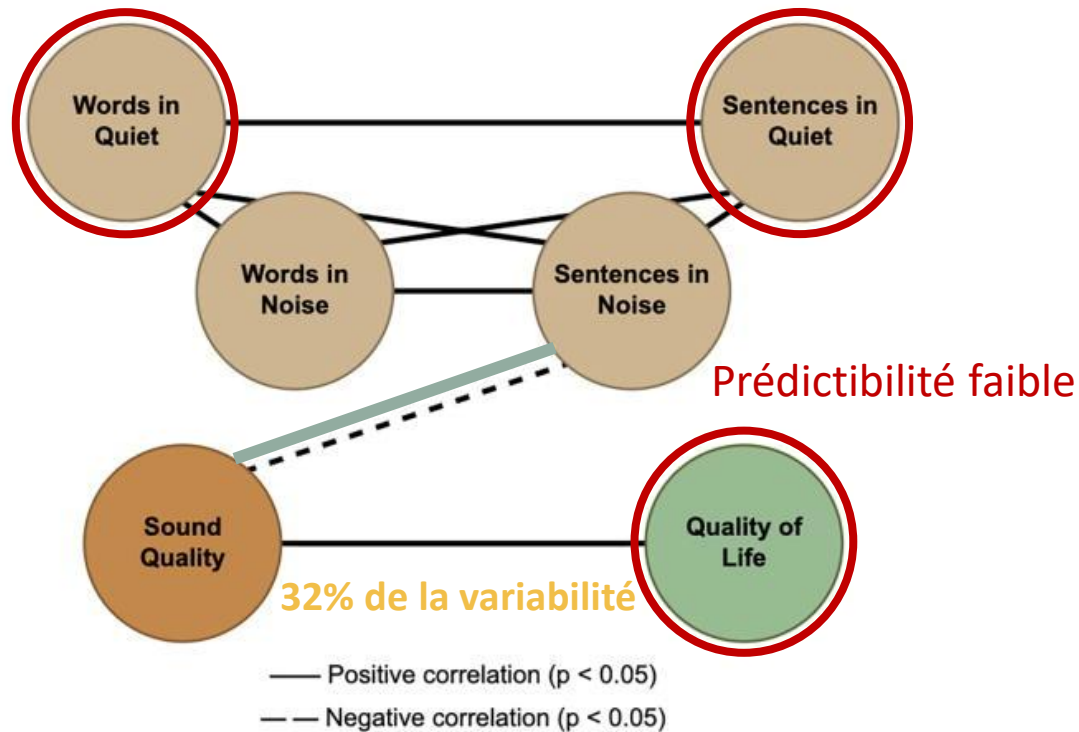 Words in
Quiet
Sentences in
Quiet
Words in
Noise
Sentences in
Noise
Prédictibilité faible
Sound
Quality
Quality of
Life
32% de la variabilité
Positive correlation (p < 0.05)
Negative correlation (p < 0.05)